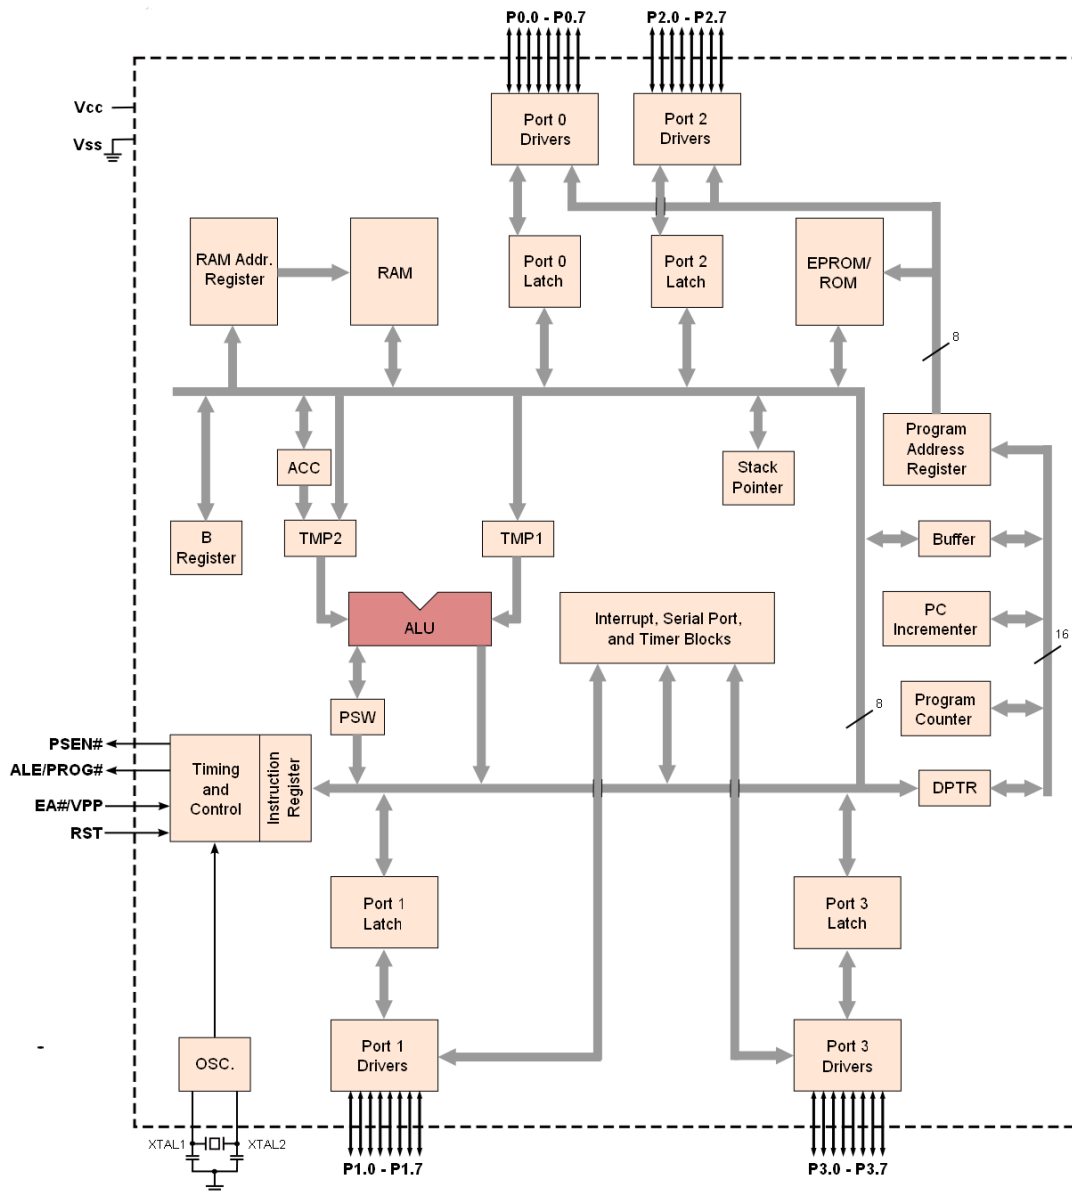 P0.0 - P0.7
P2.0 - P2.7
Vcc
Vss
Port 0
Drivers
Port 2
Drivers
RAM Addr.
Register
RAM
Port 0
Latch
Port 2
Latch
EPROM/
ROM
8
Program
Address
Register
ACC
Stack
Pointer
B
Register
TMP2
TMP1
Buffer
ALU
Interrupt, Serial Port,
and Timer Blocks
PC
Incrementer
16
PSW
8
Program
Counter
PSEN#
ALE/PROG#
EA#/VPP
RST
Timing
and
Control
Instruction
Register
DPTR
Port 1
Latch
Port 3
Latch
OSC.
Port 1
Drivers
Port 3
Drivers
XTAL1
XTAL2
P1.0 - P1.7
P3.0 - P3.7